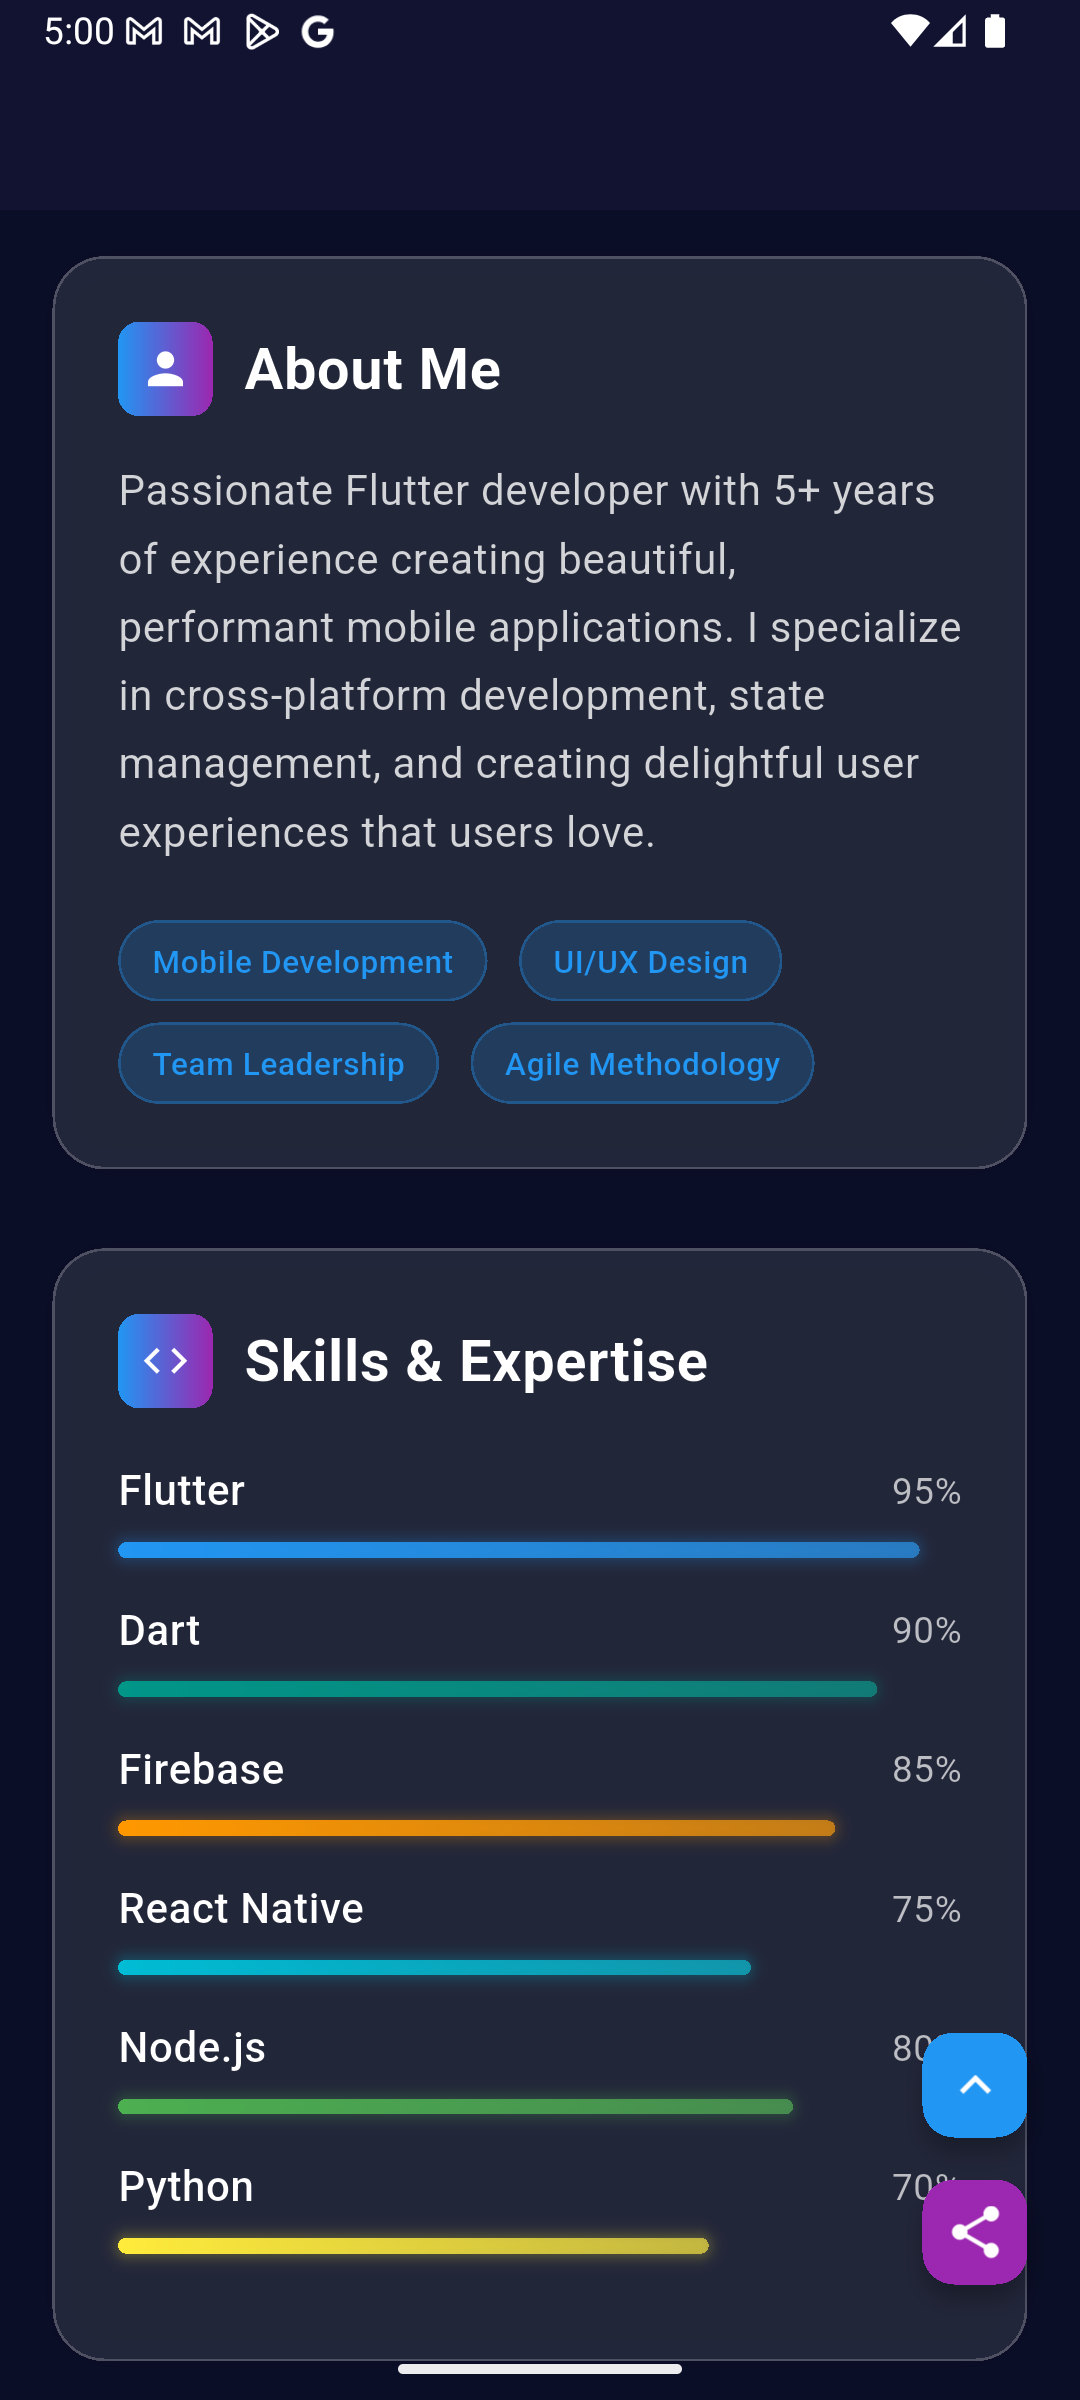 5:00
About Me
Passionate Flutter developer with 5+ years
of experience creating beautiful,
performant mobile applications. I specialize
in cross-platform development, state
management, and creating delightful user
experiences that users love.
Mobile Development UI/UX Design
Team Leadership Agile Methodology
Skills & Expertise
Flutter 95%
Dart 90%
Firebase 85%
React Native 75%
Node.js 80
Python 70%